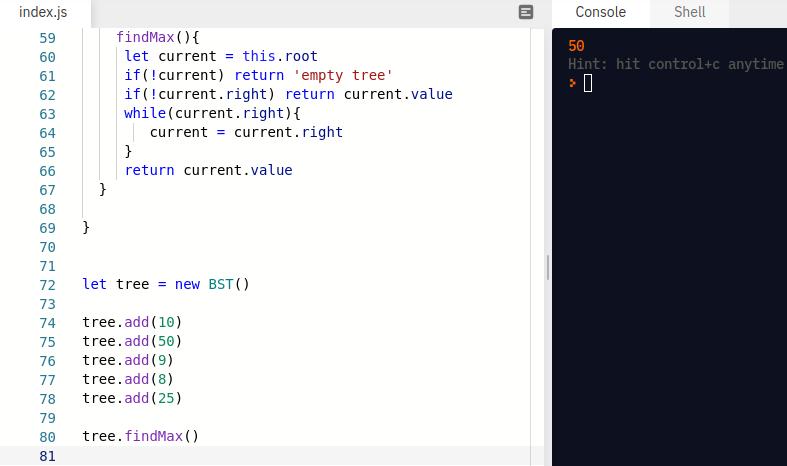 index.js
59 findMax(){
60 let current = this.root
61 if(!current) return 'empty tree'
62 if(!current.right) return current.value
63 while(current.right){
64 current = current.right
65 }
66 return current.value
67 }
68
69 }
70
71
72 let tree = new BST()
73
74 tree.add(10)
75 tree.add(50)
76 tree.add(9)
77 tree.add(8)
78 tree.add(25)
79
80 tree.findMax()
81
Console Shell
50
Hint: hit control+c anytime